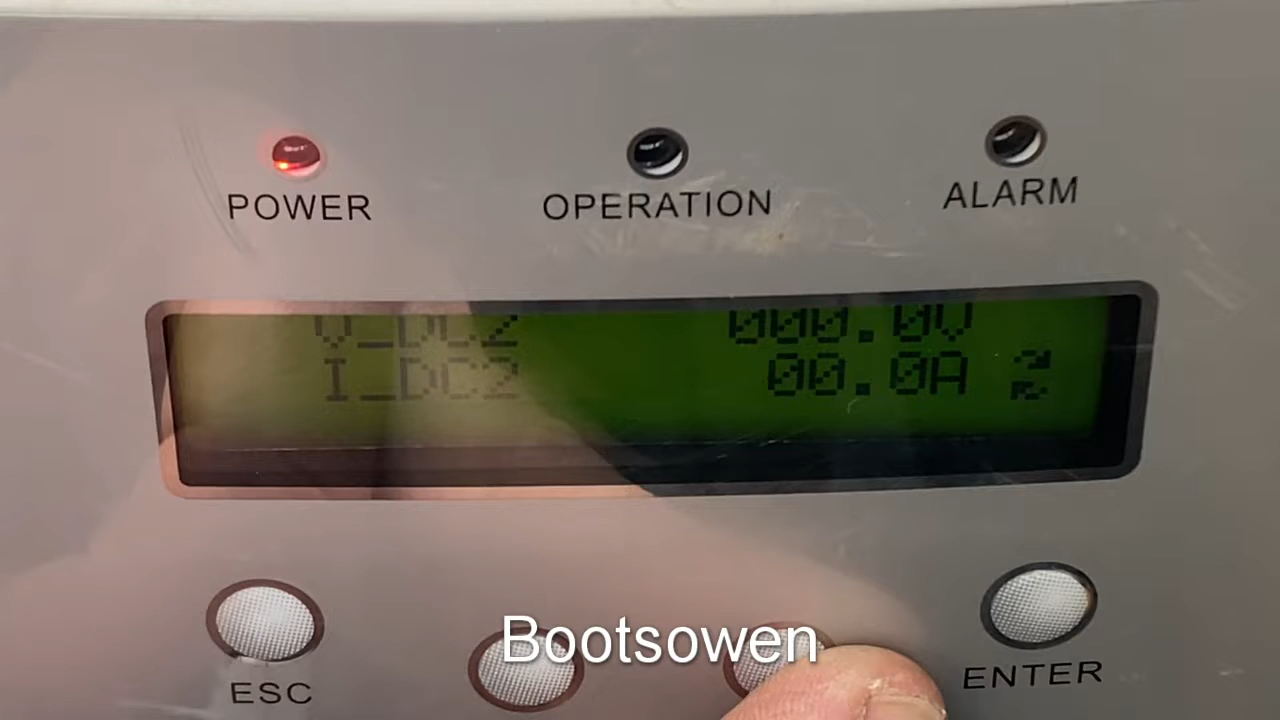 POWER
OPERATION
ALARM
V_DC2 000.0V
I_DC2 00.0A
Bootsowen
ESC
ENTER